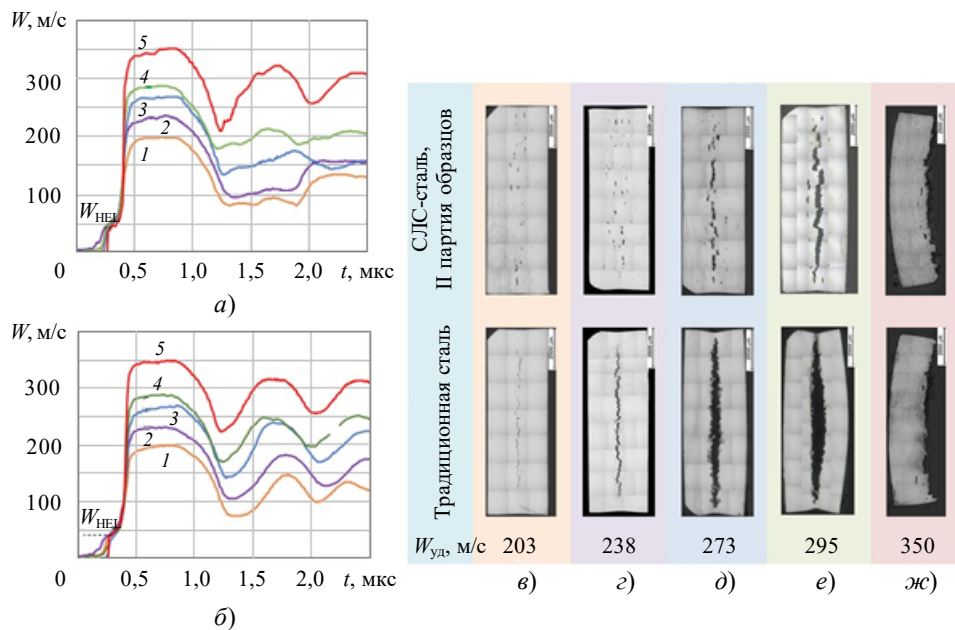 W, м/с
5
300
4
3
200
2
1
100
W_HEL
0 0,5 1,0 1,5 2,0 t, мкс
а)
W, м/с
5
300
4
3
200
2
1
100
W_HEL
0 0,5 1,0 1,5 2,0 t, мкс
б)
СЛС-сталь,
II партия образцов
Традиционная сталь
W_уд, м/с 203 238 273 295 350
в) г) д) е) ж)